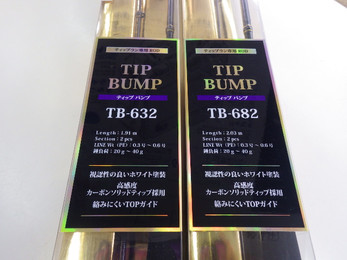 ティップラン専用ROD
TIP
BUMP
ティップ バンプ
TB-632
Length : 1.91 m
Section : 2 pcs
LINE Wt (PE) : 0.3号〜0.6号
錘負荷 : 20g〜40g
視認性の良いホワイト塗装
高感度
カーボンソリッドティップ採用
絡みにくいTOPガイド
ティップラン専用ROD
TIP
BUMP
ティップ バンプ
TB-682
Length : 2.03 m
Section : 2 pcs
LINE Wt (PE) : 0.3号〜0.6号
錘負荷 : 20g〜40g
視認性の良いホワイト塗装
高感度
カーボンソリッドティップ採用
絡みにくいTOPガイド